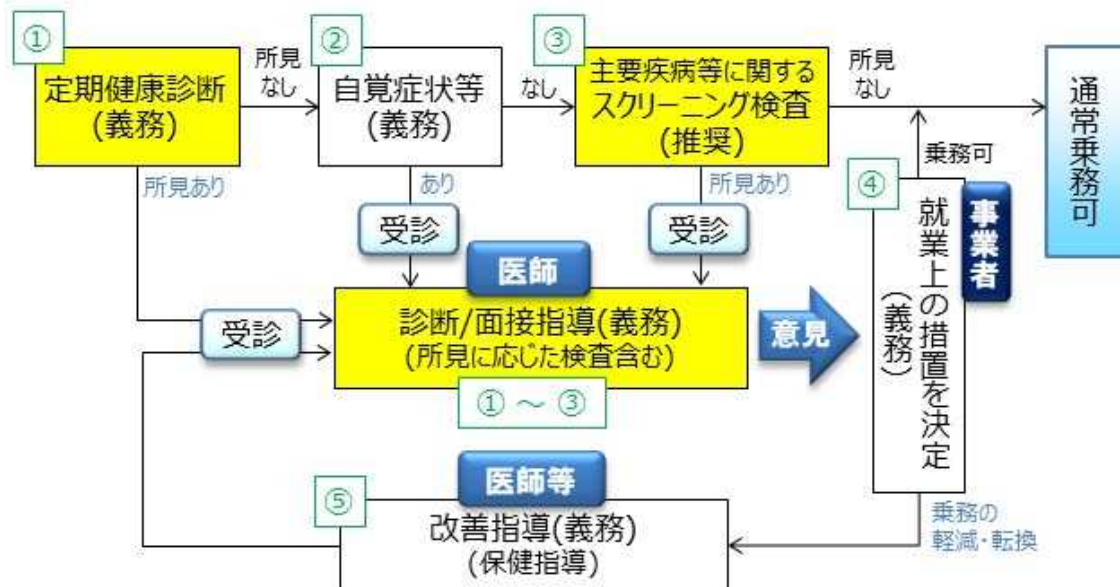 ①
定期健康診断
(義務)
所見
なし
②
自覚症状等
(義務)
なし
③
主要疾病等に関する
スクリーニング検査
(推奨)
所見
なし
通常乗務可
所見あり
あり
所見あり
乗務可
④
就業上の措置を決定
(義務)
事業者
受診
受診
医師
受診
診断/面接指導(義務)
(所見に応じた検査含む)
意見
① ～ ③
医師等
⑤
改善指導(義務)
(保健指導)
乗務の
軽減・転換